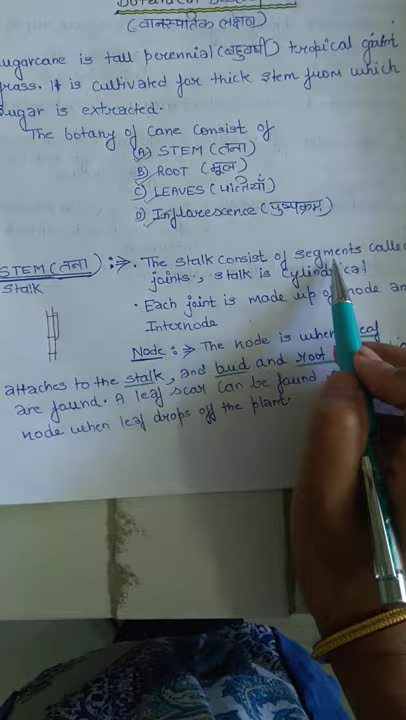 (वानस्पतिक लक्षण)
sugarcane is tall perennial (बहुवर्षी) tropical giant
grass. It is cultivated for thick stem from which
sugar is extracted.
The botany of cane consist of
(A) STEM (तना)
(B) ROOT (मूल)
(C) LEAVES (पत्तियाँ)
(D) Inflorescence (पुष्पक्रम)
STEM (तना) :⇒ • The stalk consist of segments called
stalk joints, stalk is cylindrical
• Each joint is made up of node an
Internode
Node :⇒ The node is where leaf
attaches to the stalk, and bud and root
are found. A leaf scar can be found
node when leaf drops off the plant.